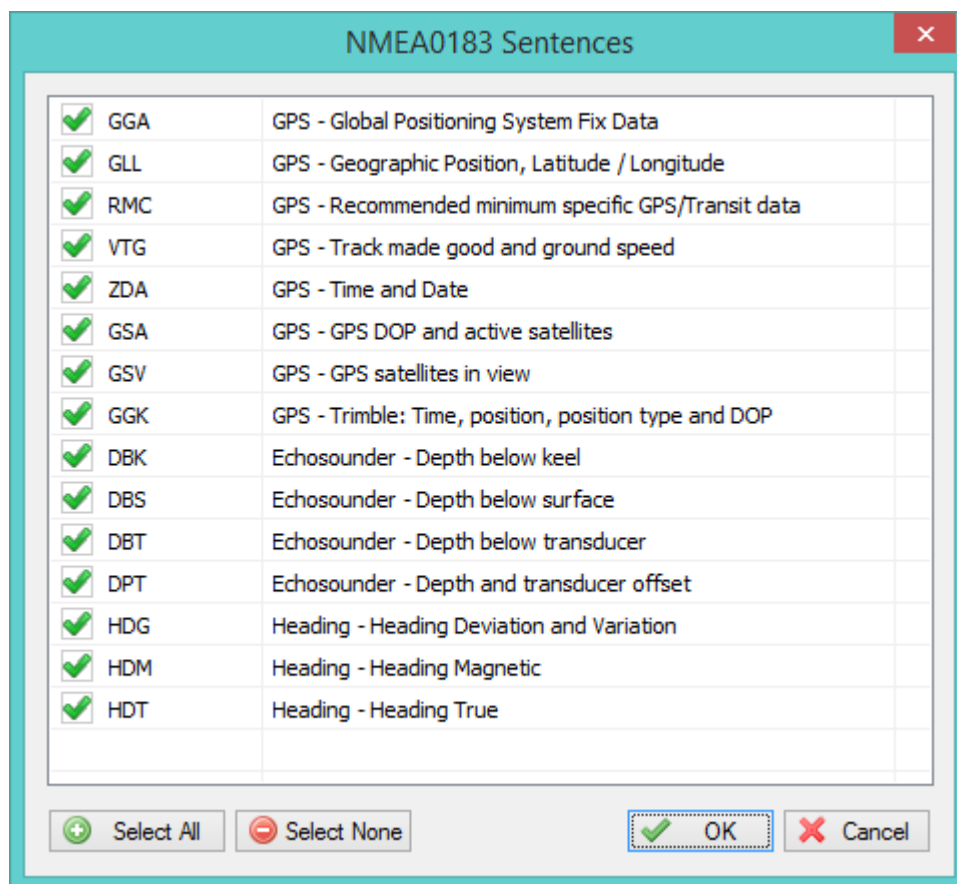 NMEA0183 Sentences
GGA GPS - Global Positioning System Fix Data
GLL GPS - Geographic Position, Latitude / Longitude
RMC GPS - Recommended minimum specific GPS/Transit data
VTG GPS - Track made good and ground speed
ZDA GPS - Time and Date
GSA GPS - GPS DOP and active satellites
GSV GPS - GPS satellites in view
GGK GPS - Trimble: Time, position, position type and DOP
DBK Echosounder - Depth below keel
DBS Echosounder - Depth below surface
DBT Echosounder - Depth below transducer
DPT Echosounder - Depth and transducer offset
HDG Heading - Heading Deviation and Variation
HDM Heading - Heading Magnetic
HDT Heading - Heading True
Select All Select None OK Cancel